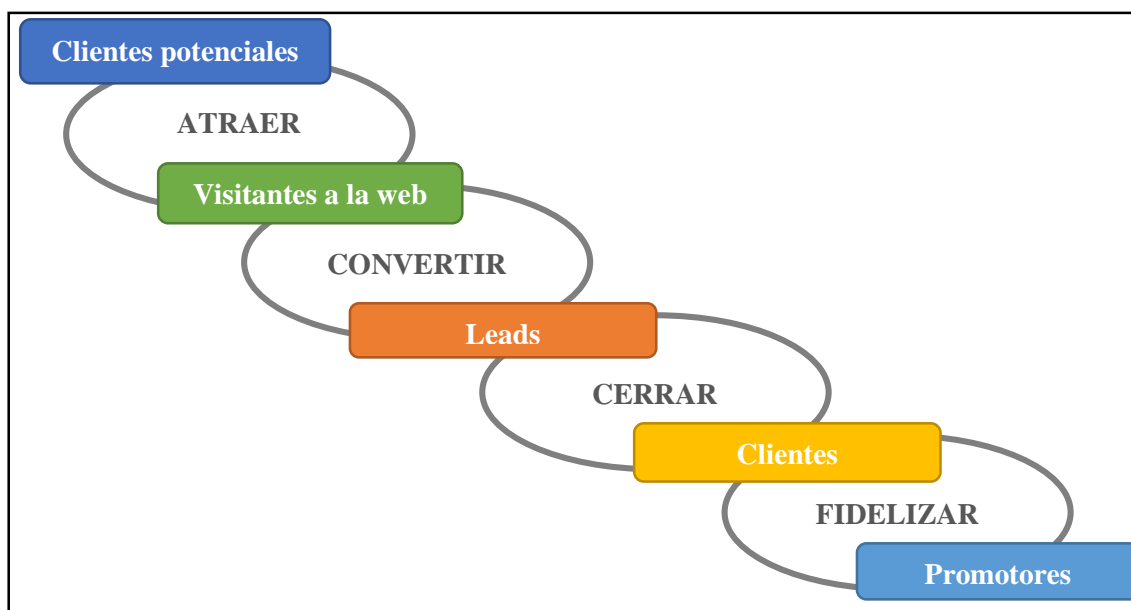 Clientes potenciales
ATRAER
Visitantes a la web
CONVERTIR
Leads
CERRAR
Clientes
FIDELIZAR
Promotores